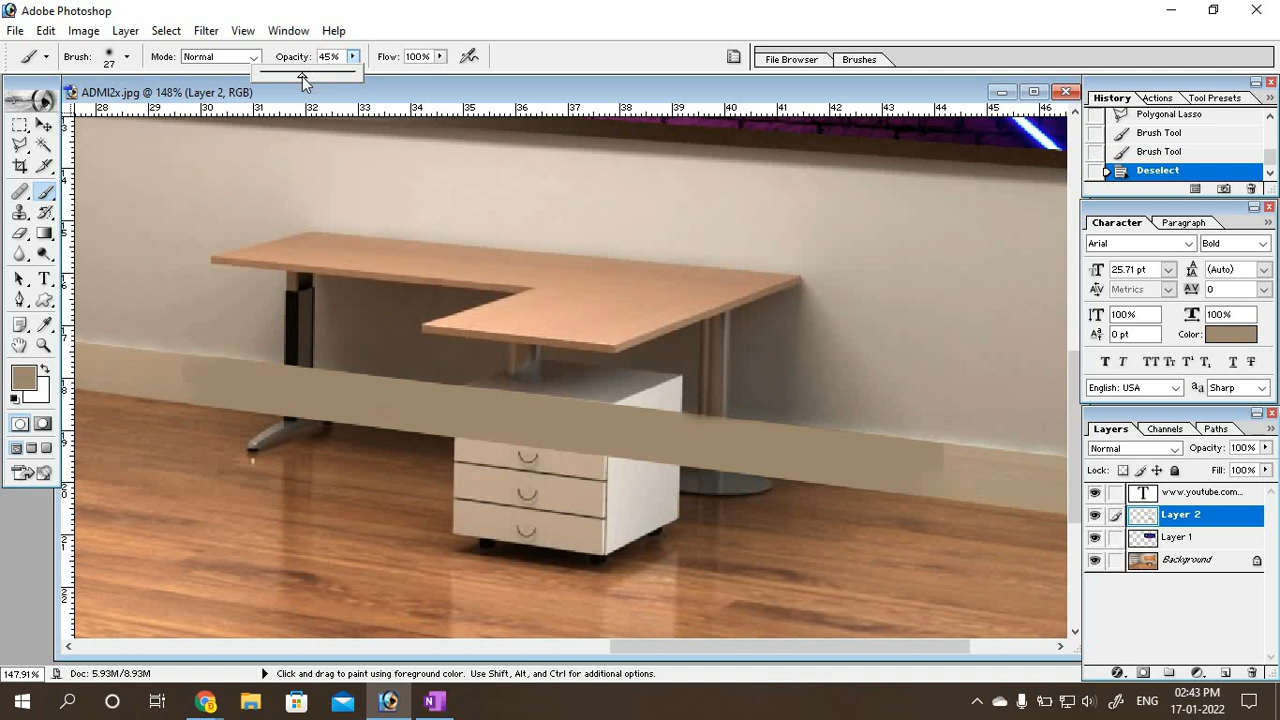 Adobe Photoshop
File Edit Image Layer Select Filter View Window Help
Brush: 27 Mode: Normal Opacity: 45% Flow: 100% File Browser Brushes
ADMI2x.jpg @ 148% (Layer 2, RGB)
28 29 30 31 32 33 34 35 36 37 38 39 40 41 42 43 44 45 46
History Actions Tool Presets
Polygonal Lasso
Brush Tool
Brush Tool
Deselect
Character Paragraph
Arial Bold
25.71 pt (Auto)
Metrics 0
100% 100%
0 pt Color:
T T TT Tт T¹ T₁ T T
English: USA aa Sharp
Layers Channels Paths
Normal Opacity: 100%
Lock: Fill: 100%
T www.youtube.com...
Layer 2
Layer 1
Background
147.91% Doc: 5.93M/8.93M Click and drag to paint using foreground color. Use Shift, Alt, and Ctrl for additional options.
ENG 02:43 PM
17-01-2022